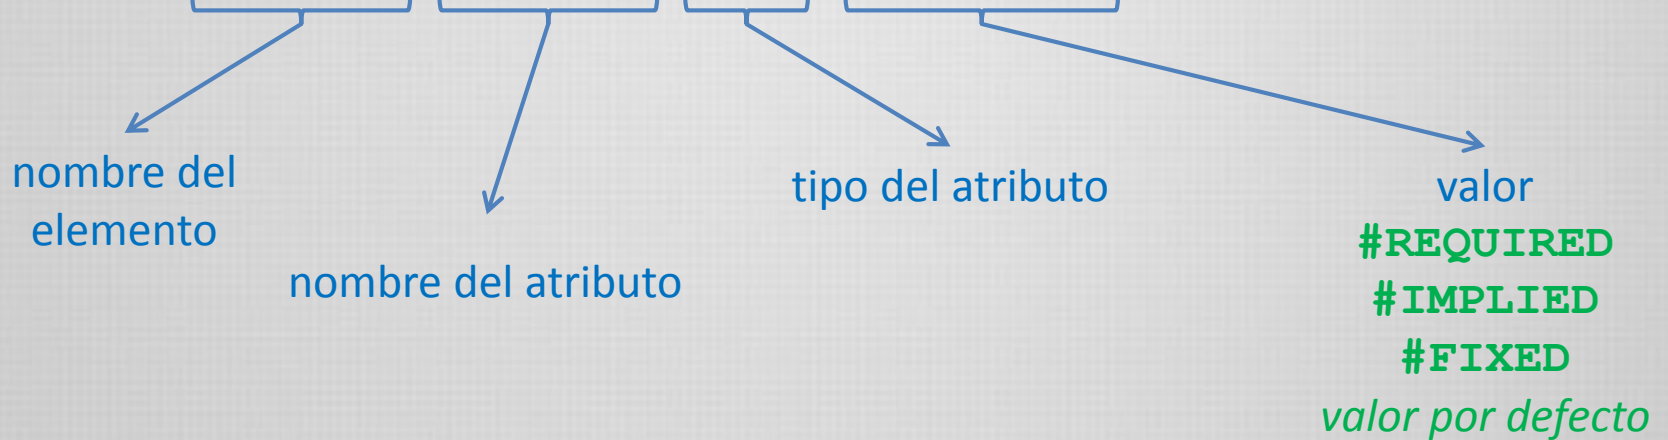 nombre del
elemento
nombre del atributo
tipo del atributo
valor
#REQUIRED
#IMPLIED
#FIXED
valor por defecto